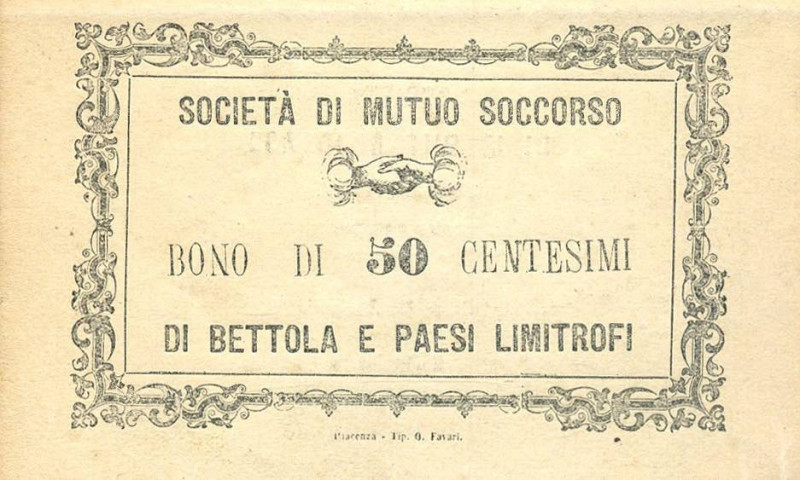 SOCIETÀ DI MUTUO SOCCORSO
BONO DI 50 CENTESIMI
DI BETTOLA E PAESI LIMITROFI
Piacenza - Tip. G. Favari.